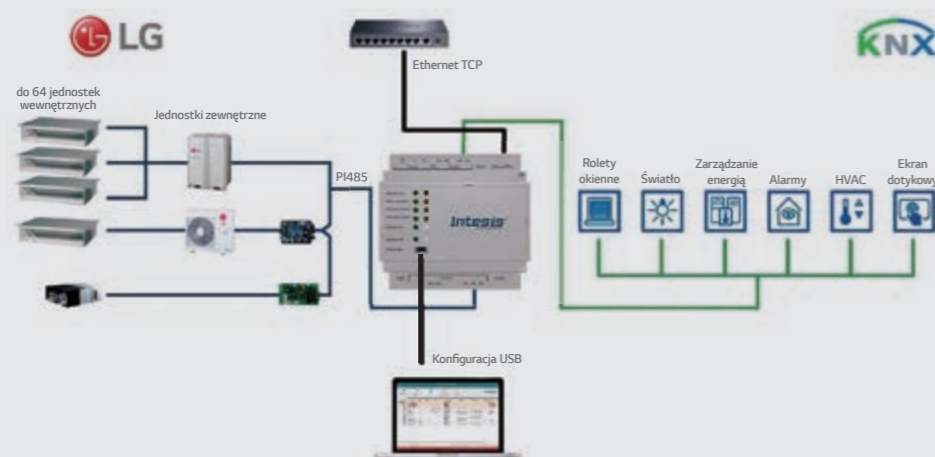 LG
KNX
Ethernet TCP
do 64 jednostek
wewnętrznych
Jednostki zewnętrzne
PI485
Intesis
Rolety
okienne
Światło
Zarządzanie
energią
Alarmy
HVAC
Ekran
dotykowy
Konfiguracja USB